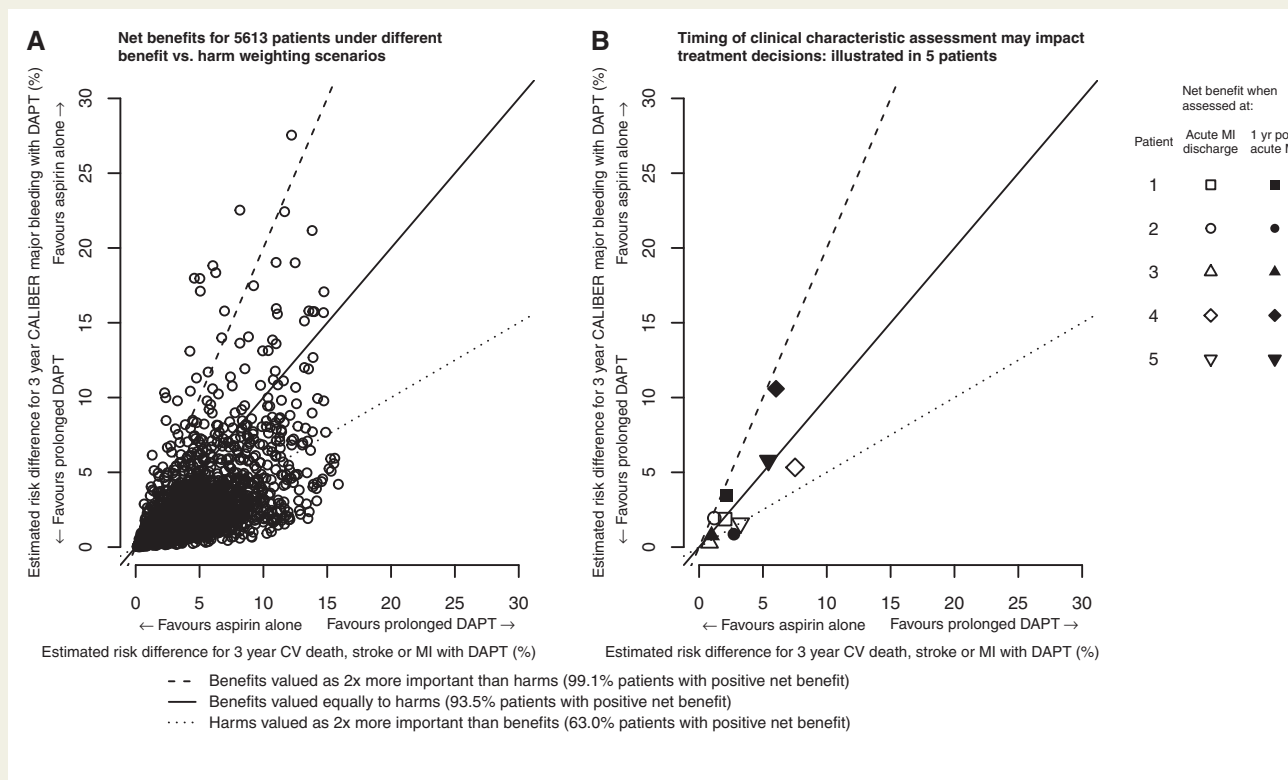 A
Net benefits for 5613 patients under different
benefit vs. harm weighting scenarios
Estimated risk difference for 3 year CALIBER major bleeding with DAPT (%)
← Favours prolonged DAPT
Favours aspirin alone →
30
25
20
15
10
5
0
0 5 10 15 20 25 30
← Favours aspirin alone Favours prolonged DAPT →
Estimated risk difference for 3 year CV death, stroke or MI with DAPT (%)
B
Timing of clinical characteristic assessment may impact
treatment decisions: illustrated in 5 patients
Estimated risk difference for 3 year CALIBER major bleeding with DAPT (%)
← Favours prolonged DAPT
Favours aspirin alone →
30
25
20
15
10
5
0
0 5 10 15 20 25 30
← Favours aspirin alone Favours prolonged DAPT →
Estimated risk difference for 3 year CV death, stroke or MI with DAPT (%)
Net benefit when
assessed at:
Patient
Acute MI
discharge
1 yr
acute
1
2
3
4
5
Benefits valued as 2x more important than harms (99.1% patients with positive net benefit)
Benefits valued equally to harms (93.5% patients with positive net benefit)
Harms valued as 2x more important than benefits (63.0% patients with positive net benefit)